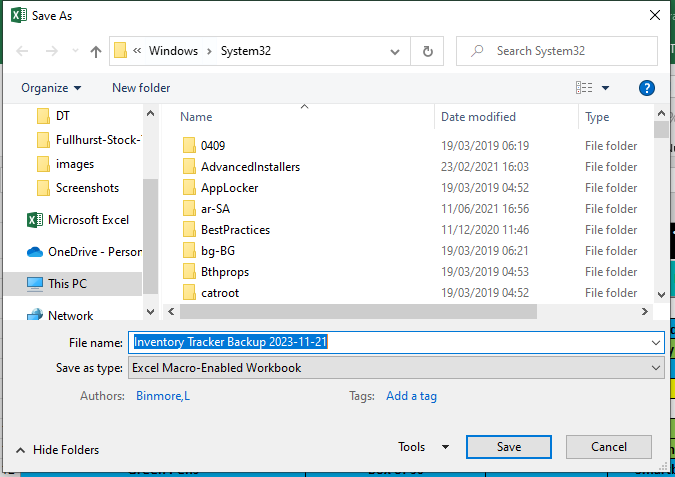 Save As
« Windows > System32
Search System32
Organize
New folder
Name
Date modified
Type
DT
Fullhurst-Stock-
images
Screenshots
Microsoft Excel
OneDrive - Person
This PC
Network
0409 19/03/2019 06:19 File folder
AdvancedInstallers 23/02/2021 16:03 File folder
AppLocker 19/03/2019 04:52 File folder
ar-SA 11/06/2021 16:56 File folder
BestPractices 11/12/2020 11:46 File folder
bg-BG 19/03/2019 06:21 File folder
Bthprops 19/03/2019 04:53 File folder
catroot 19/03/2019 04:52 File folder
File name: Inventory Tracker Backup 2023-11-21
Save as type: Excel Macro-Enabled Workbook
Authors: Binmore,L
Tags: Add a tag
Hide Folders
Tools
Save
Cancel